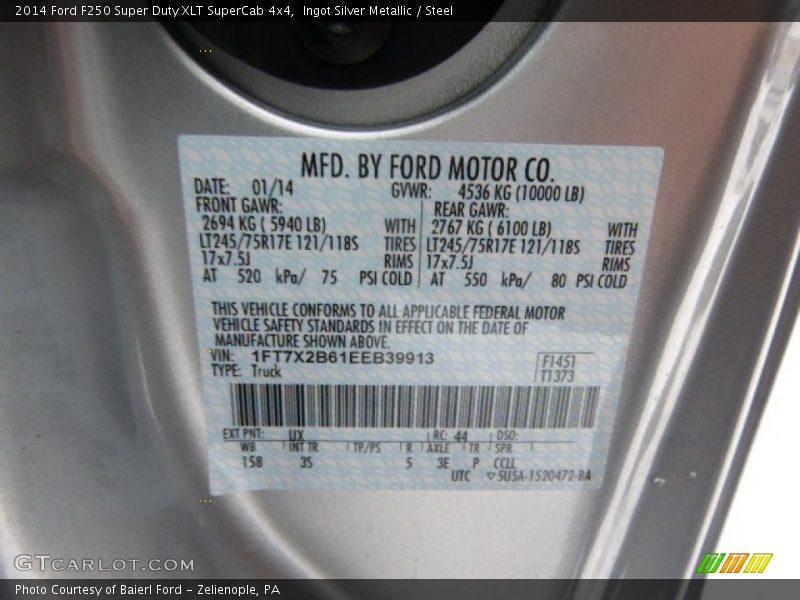 2014 Ford F250 Super Duty XLT SuperCab 4x4, Ingot Silver Metallic / Steel
MFD. BY FORD MOTOR CO.
DATE: 01/14 GVWR: 4536 KG (10000 LB)
FRONT GAWR: REAR GAWR:
2694 KG ( 5940 LB) WITH 2767 KG ( 6100 LB) WITH
LT245/75R17E 121/118S TIRES LT245/75R17E 121/118S TIRES
17x7.5J RIMS 17x7.5J RIMS
AT 520 kPa/ 75 PSI COLD AT 550 kPa/ 80 PSI COLD
THIS VEHICLE CONFORMS TO ALL APPLICABLE FEDERAL MOTOR
VEHICLE SAFETY STANDARDS IN EFFECT ON THE DATE OF
MANUFACTURE SHOWN ABOVE.
VIN: 1FT7X2B61EEB39913 F1451
TYPE: Truck T1373
EXT PNT: UX RC: 44 DSO:
WB INT TR TP/PS R AXLE TR SPR
158 3S 5 3E P CCLL
UTC ▽5U5A-1520472-BA
GTCARLOT.COM
Photo Courtesy of Baierl Ford - Zelienople, PA